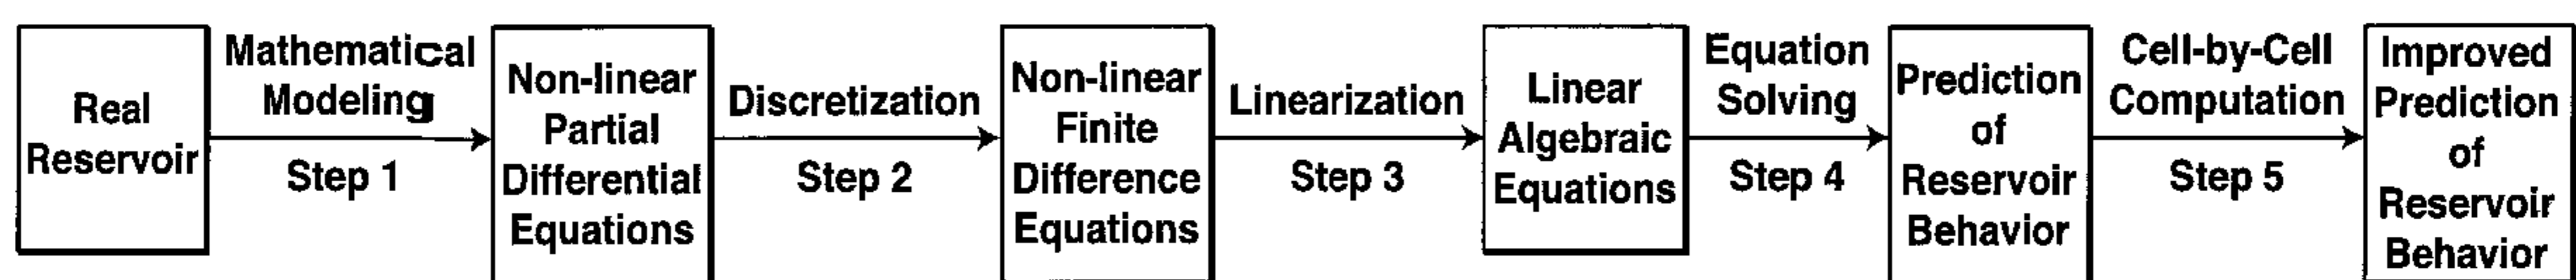 Real
Reservoir
Mathematical
Modeling
Step 1
Non-linear
Partial
Differential
Equations
Discretization
Step 2
Non-linear
Finite
Difference
Equations
Linearization
Step 3
Linear
Algebraic
Equations
Equation
Solving
Step 4
Prediction
of
Reservoir
Behavior
Cell-by-Cell
Computation
Step 5
Improved
Prediction
of
Reservoir
Behavior